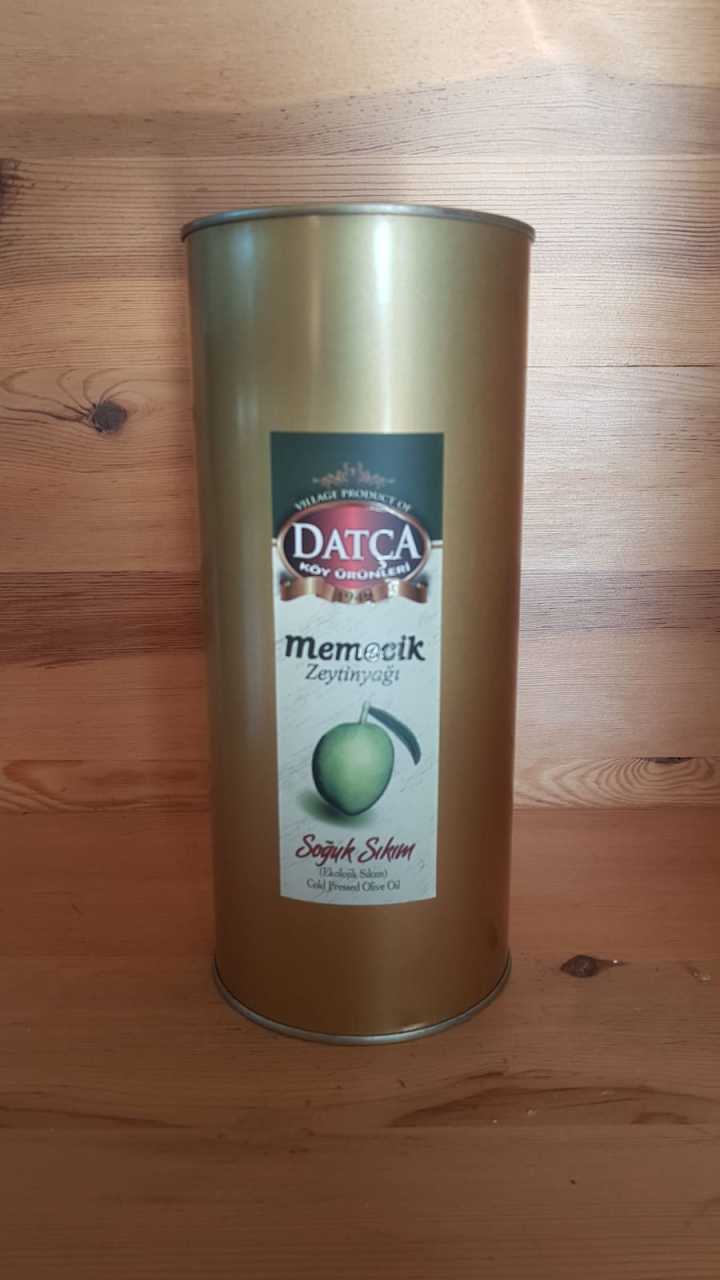 VILLAGE PRODUCT OF
DATÇA
KÖY ÜRÜNLERİ
Memecik
Zeytinyağı
Soğuk Sıkım
(Ekolojik Sıkım)
Cold Pressed Olive Oil